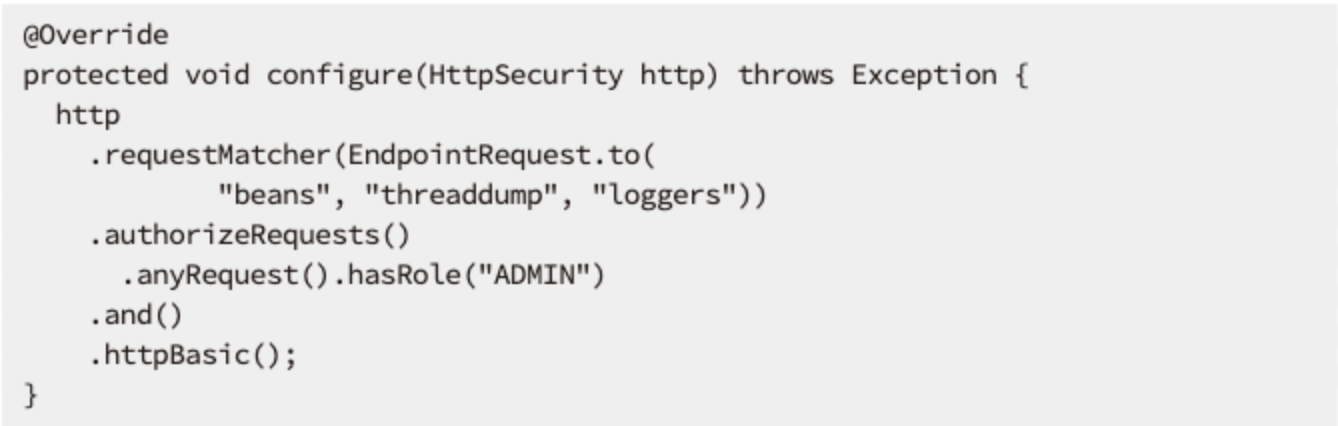 @Override
protected void configure(HttpSecurity http) throws Exception {
  http
    .requestMatcher(EndpointRequest.to(
            "beans", "threaddump", "loggers"))
    .authorizeRequests()
      .anyRequest().hasRole("ADMIN")
    .and()
    .httpBasic();
}